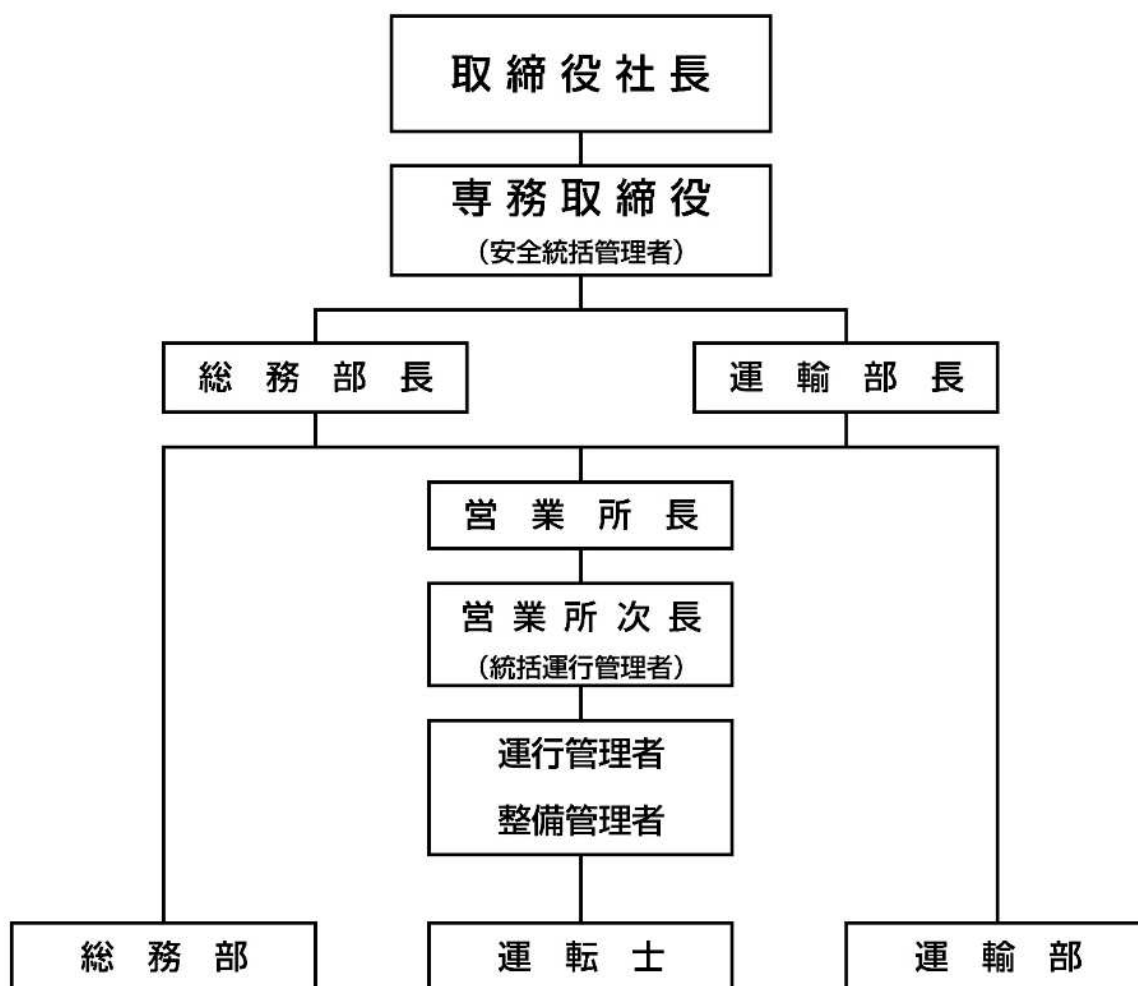 取締役社長
専務取締役
（安全統括管理者）
総務部長
運輸部長
営業所長
営業所次長
（統括運行管理者）
運行管理者
整備管理者
総務部
運転士
運輸部